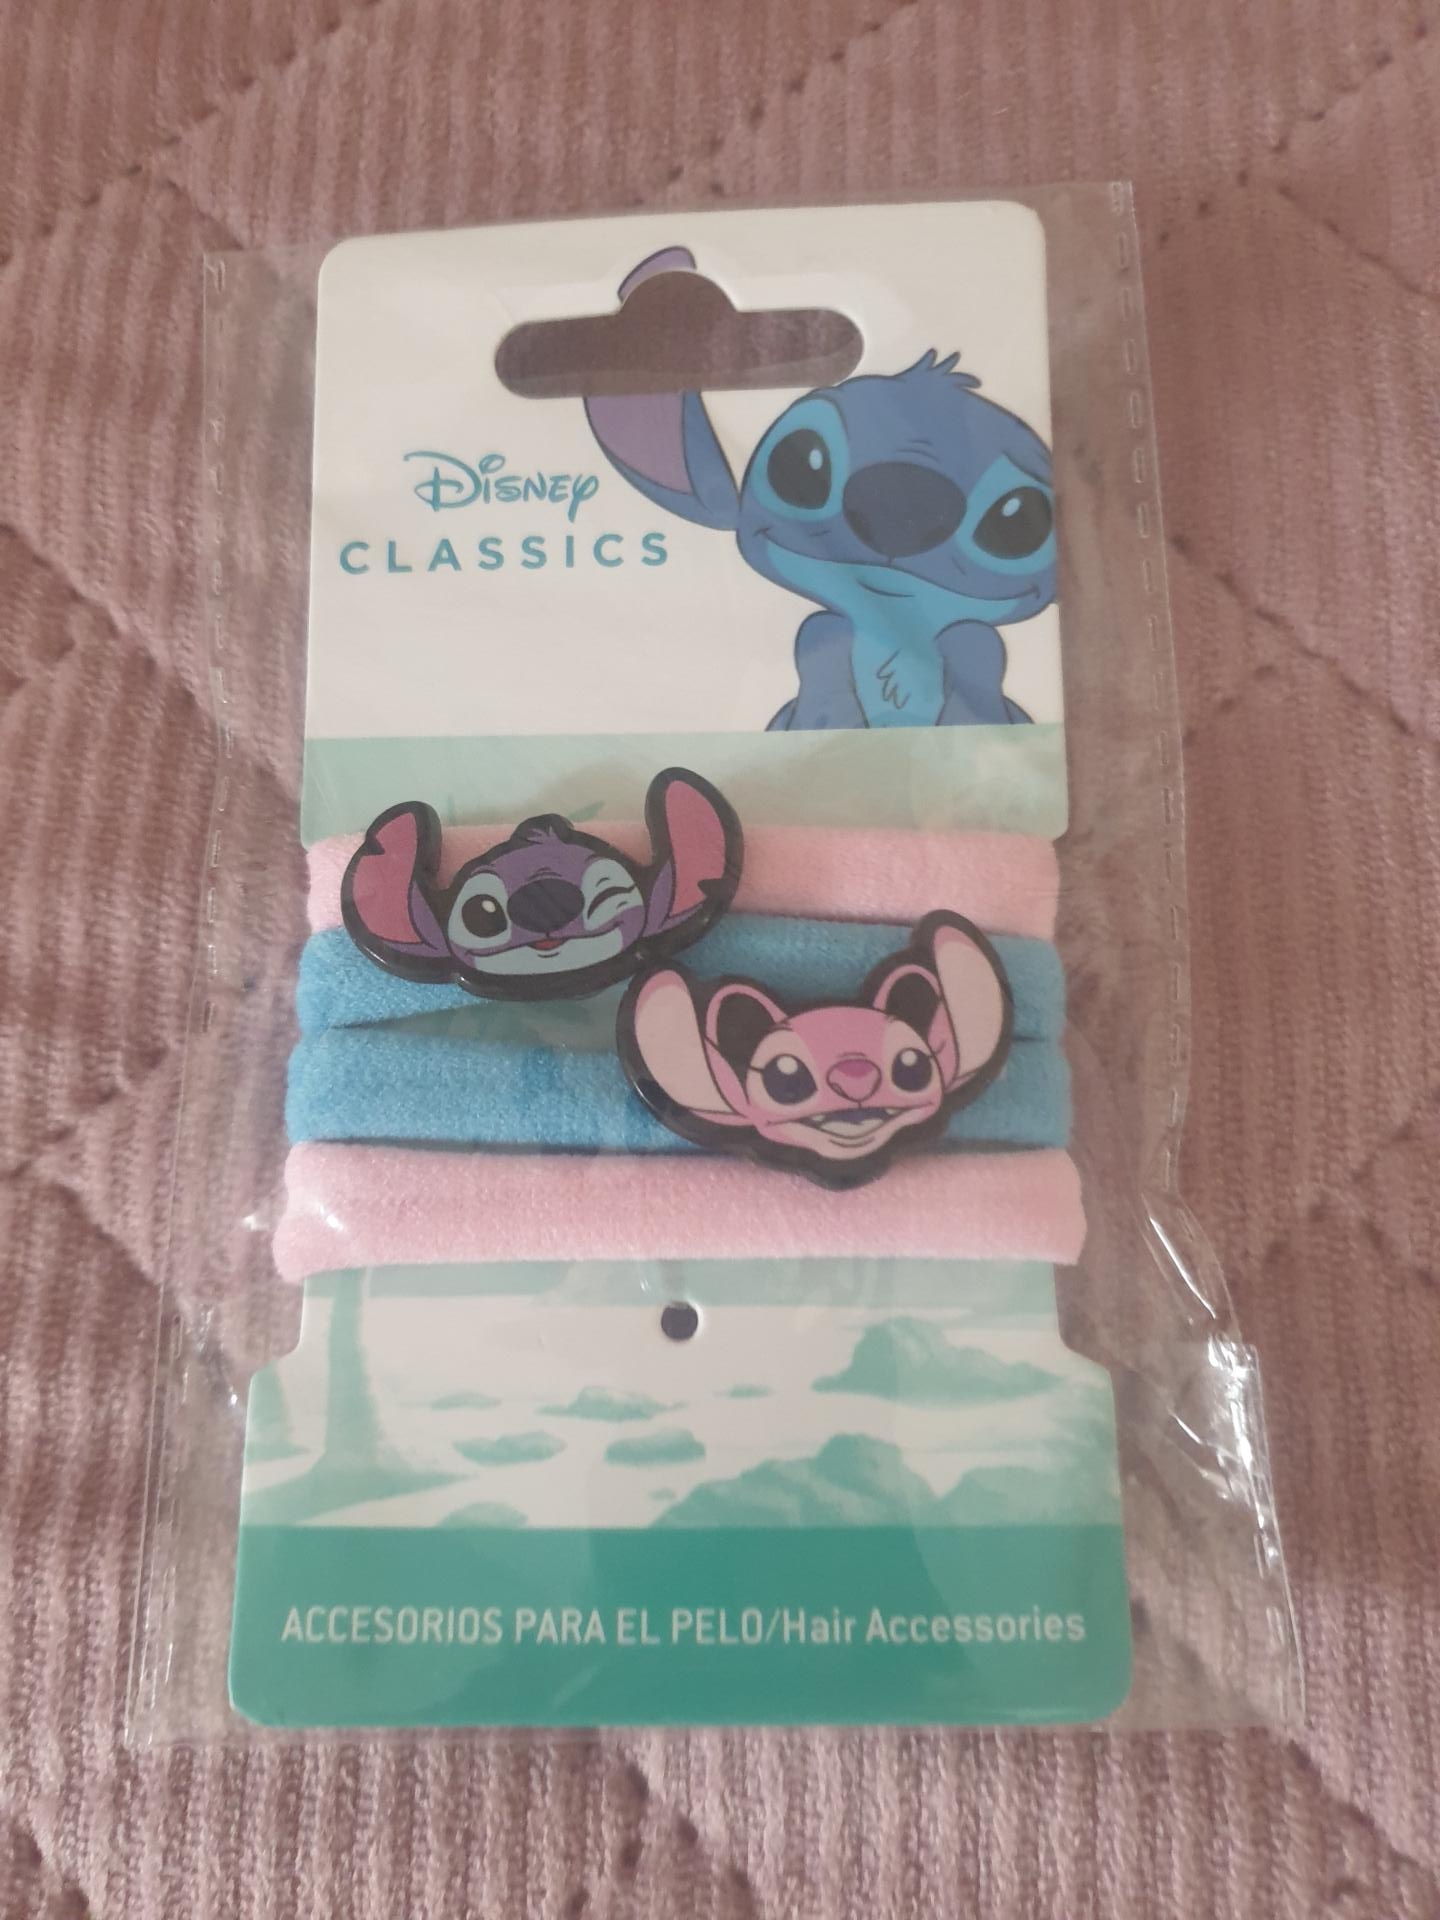 Disney
CLASSICS
ACCESORIOS PARA EL PELO/Hair Accessories